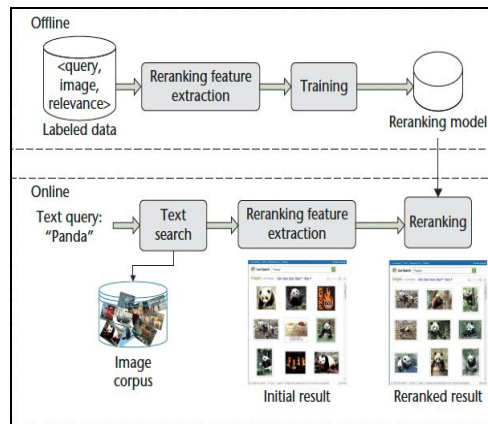 Offline
<query,
image,
relevance>
Labeled data
Reranking feature
extraction
Training
Reranking model
Online
Text query:
"Panda"
Text
search
Reranking feature
extraction
Reranking
Image
corpus
Initial result
Reranked result